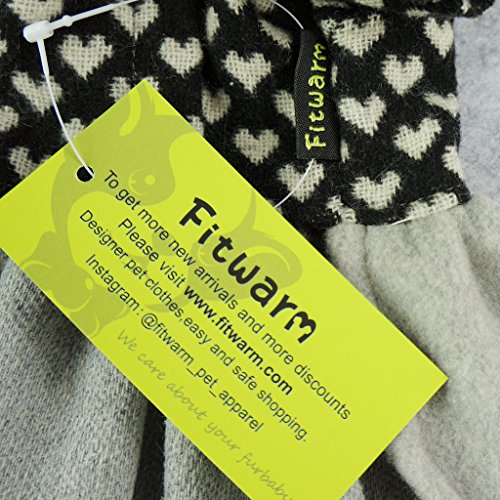 Fitwarm
Fitwarm
To get more new arrivals and more discounts
Please visit www.fitwarm.com
Designer pet clothes,easy and safe shopping.
Instagram: @fitwarm_pet_apparel
We care about your furbaby